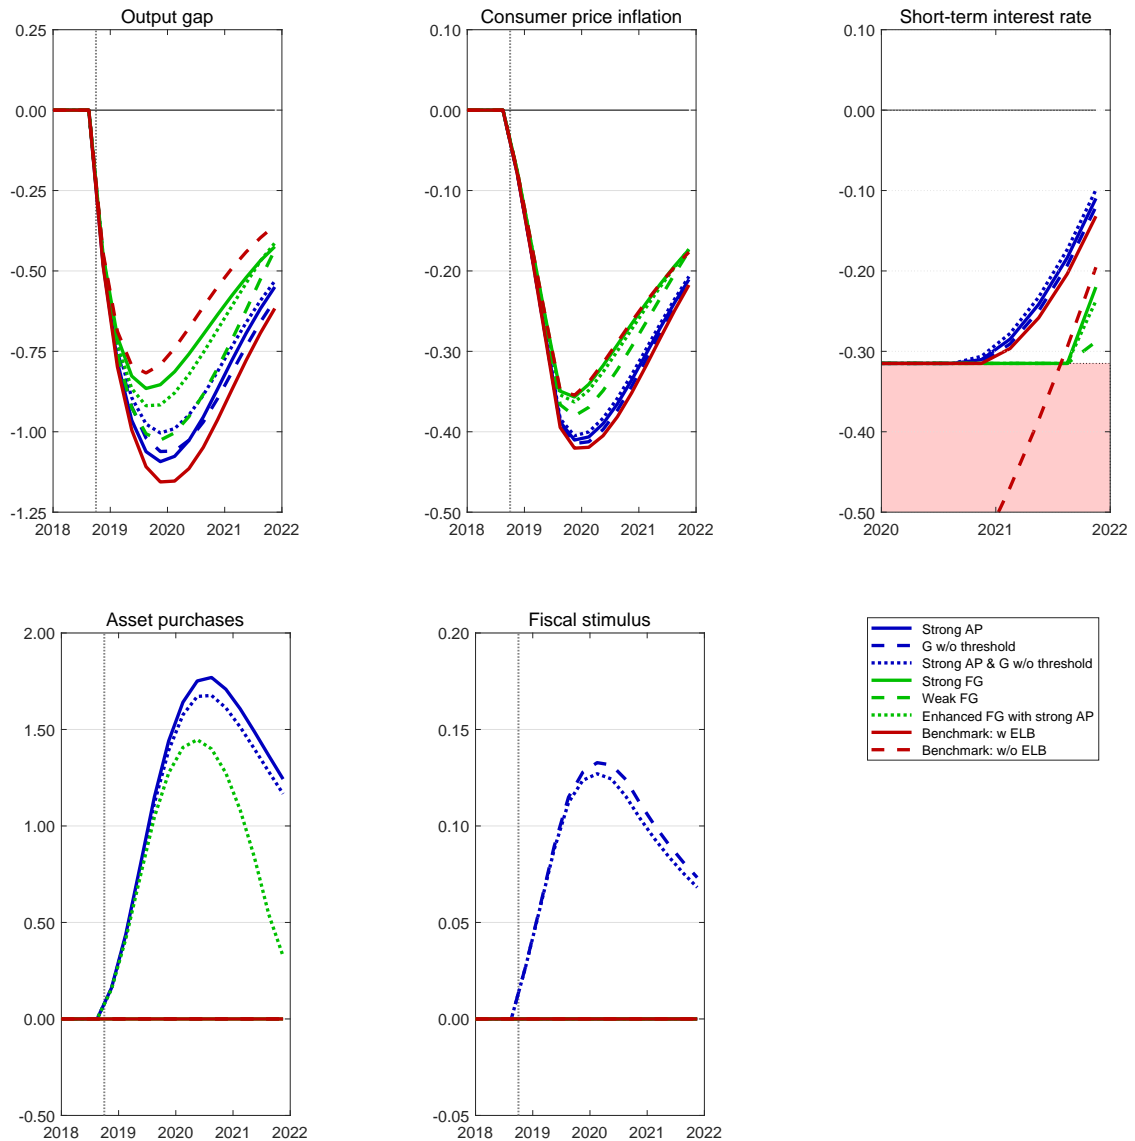 Output gap
0.25
0.00
-0.25
-0.50
-0.75
-1.00
-1.25
2018 2019 2020 2021 2022
Consumer price inflation
0.10
0.00
-0.10
-0.20
-0.30
-0.40
-0.50
2018 2019 2020 2021 2022
Short-term interest rate
0.10
0.00
-0.10
-0.20
-0.30
-0.40
-0.50
2020 2021 2022
Asset purchases
2.00
1.50
1.00
0.50
0.00
-0.50
2018 2019 2020 2021 2022
Fiscal stimulus
0.20
0.15
0.10
0.05
0.00
-0.05
2018 2019 2020 2021 2022
Strong AP
G w/o threshold
Strong AP & G w/o threshold
Strong FG
Weak FG
Enhanced FG with strong AP
Benchmark: w ELB
Benchmark: w/o ELB